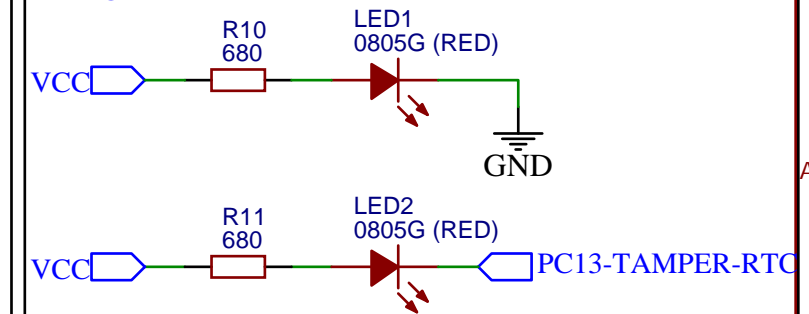 R10
680
LED1
0805G (RED)
VCC
GND
A
R11
680
LED2
0805G (RED)
VCC
PC13-TAMPER-RTC